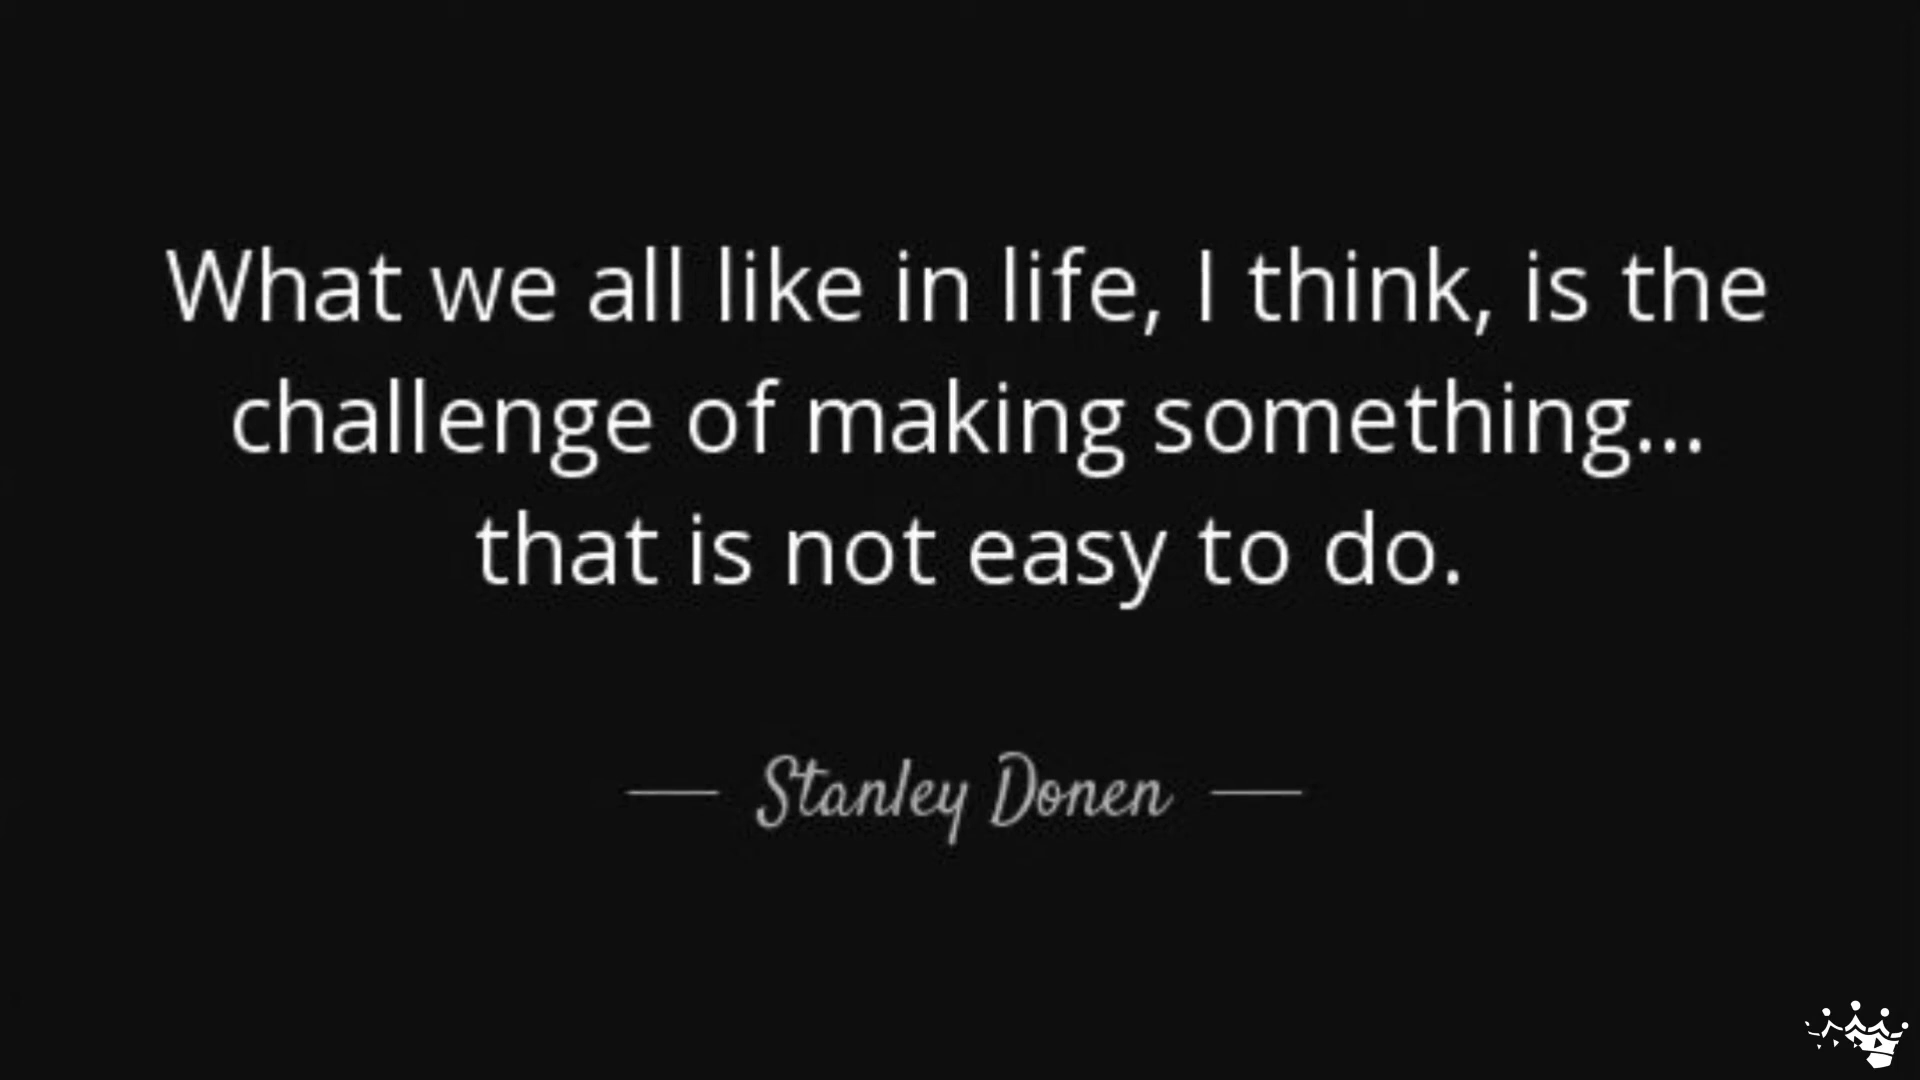 What we all like in life, I think, is the
challenge of making something...
that is not easy to do.
Stanley Donen